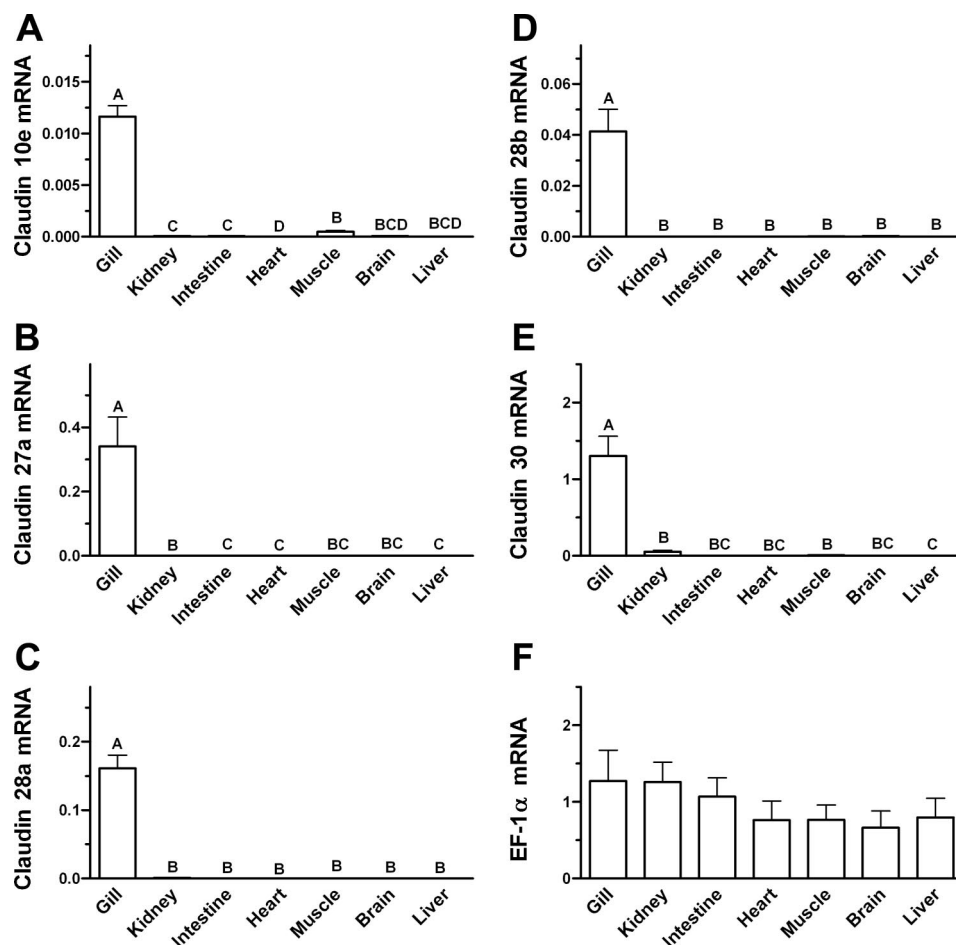 A
Claudin 10e mRNA
0.015
0.010
0.005
0.000
A
C
C
D
B
BCD
BCD
Gill
Kidney
Intestine
Heart
Muscle
Brain
Liver
B
Claudin 27a mRNA
0.4
0.2
0.0
A
B
C
C
BC
BC
C
Gill
Kidney
Intestine
Heart
Muscle
Brain
Liver
C
Claudin 28a mRNA
0.2
0.1
0.0
A
B
B
B
B
B
B
Gill
Kidney
Intestine
Heart
Muscle
Brain
Liver
D
Claudin 28b mRNA
0.06
0.04
0.02
0.00
A
B
B
B
B
B
B
Gill
Kidney
Intestine
Heart
Muscle
Brain
Liver
E
Claudin 30 mRNA
2
1
0
A
B
BC
BC
B
BC
C
Gill
Kidney
Intestine
Heart
Muscle
Brain
Liver
F
EF-1α mRNA
2
1
0
Gill
Kidney
Intestine
Heart
Muscle
Brain
Liver